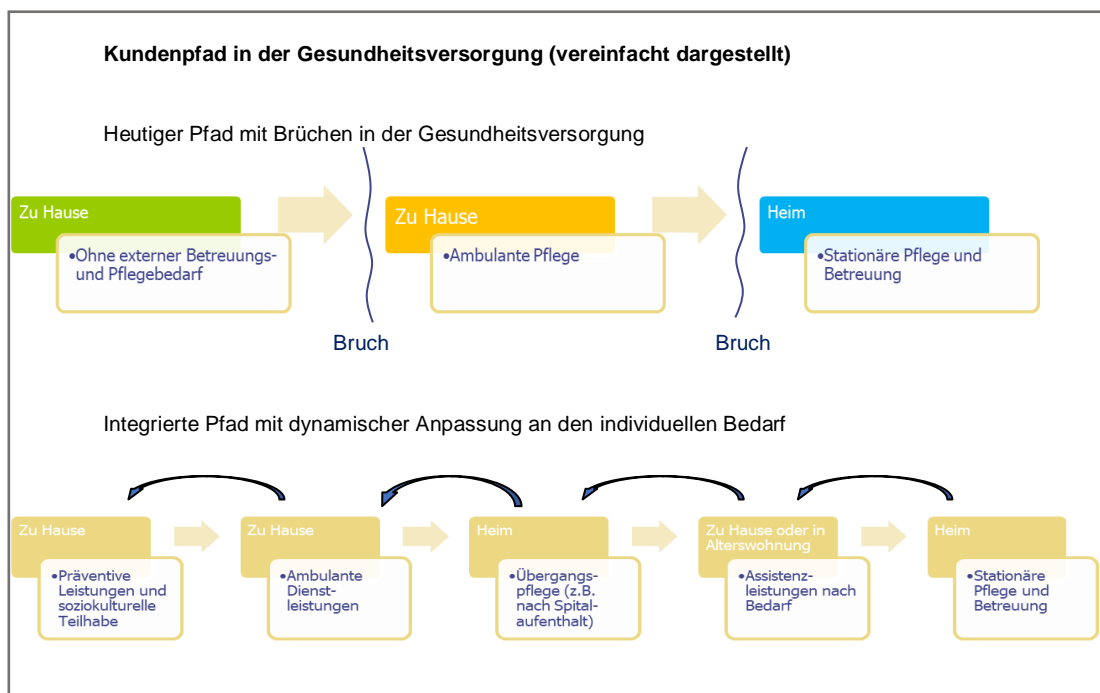 Kundenpfad in der Gesundheitsversorgung (vereinfacht dargestellt)
Heutiger Pfad mit Brüchen in der Gesundheitsversorgung
Zu Hause
•Ohne externer Betreuungs-
und Pflegebedarf
Zu Hause
•Ambulante Pflege
Heim
•Stationäre Pflege und
Betreuung
Bruch
Bruch
Integrierte Pfad mit dynamischer Anpassung an den individuellen Bedarf
Zu Hause
•Präventive
Leistungen und
soziokulturelle
Teilhabe
Zu Hause
•Ambulante
Dienst-
leistungen
Heim
•Übergangs-
pflege (z.B.
nach Spital-
aufenthalt)
Zu Hause oder in
Alterswohnung
•Assistenz-
leistungen nach
Bedarf
Heim
•Stationäre
Pflege und
Betreuung